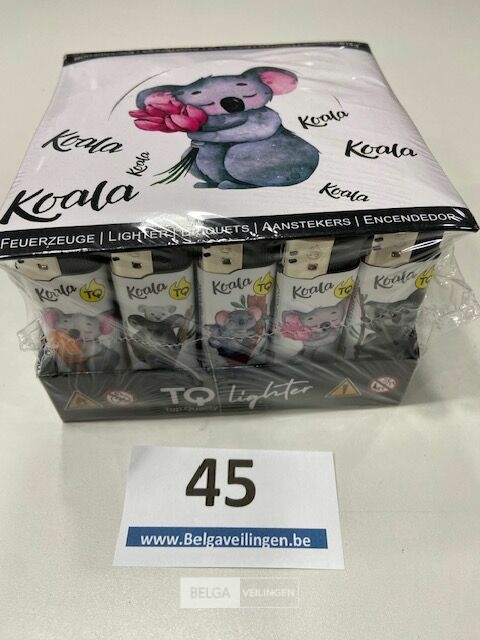 Koala
Koala
Koala
Koala
Koala
Koala
FEUERZEUGE | LIGHTER | BRIQUETS | AANSTEKERS | ENCENDEDOR
Koala TQ
Koala TQ
Koala TQ
Koala TQ
Koala TQ
TQ lighter
Top Quality
45
www.Belgaveilingen.be
BELGA VEILINGEN